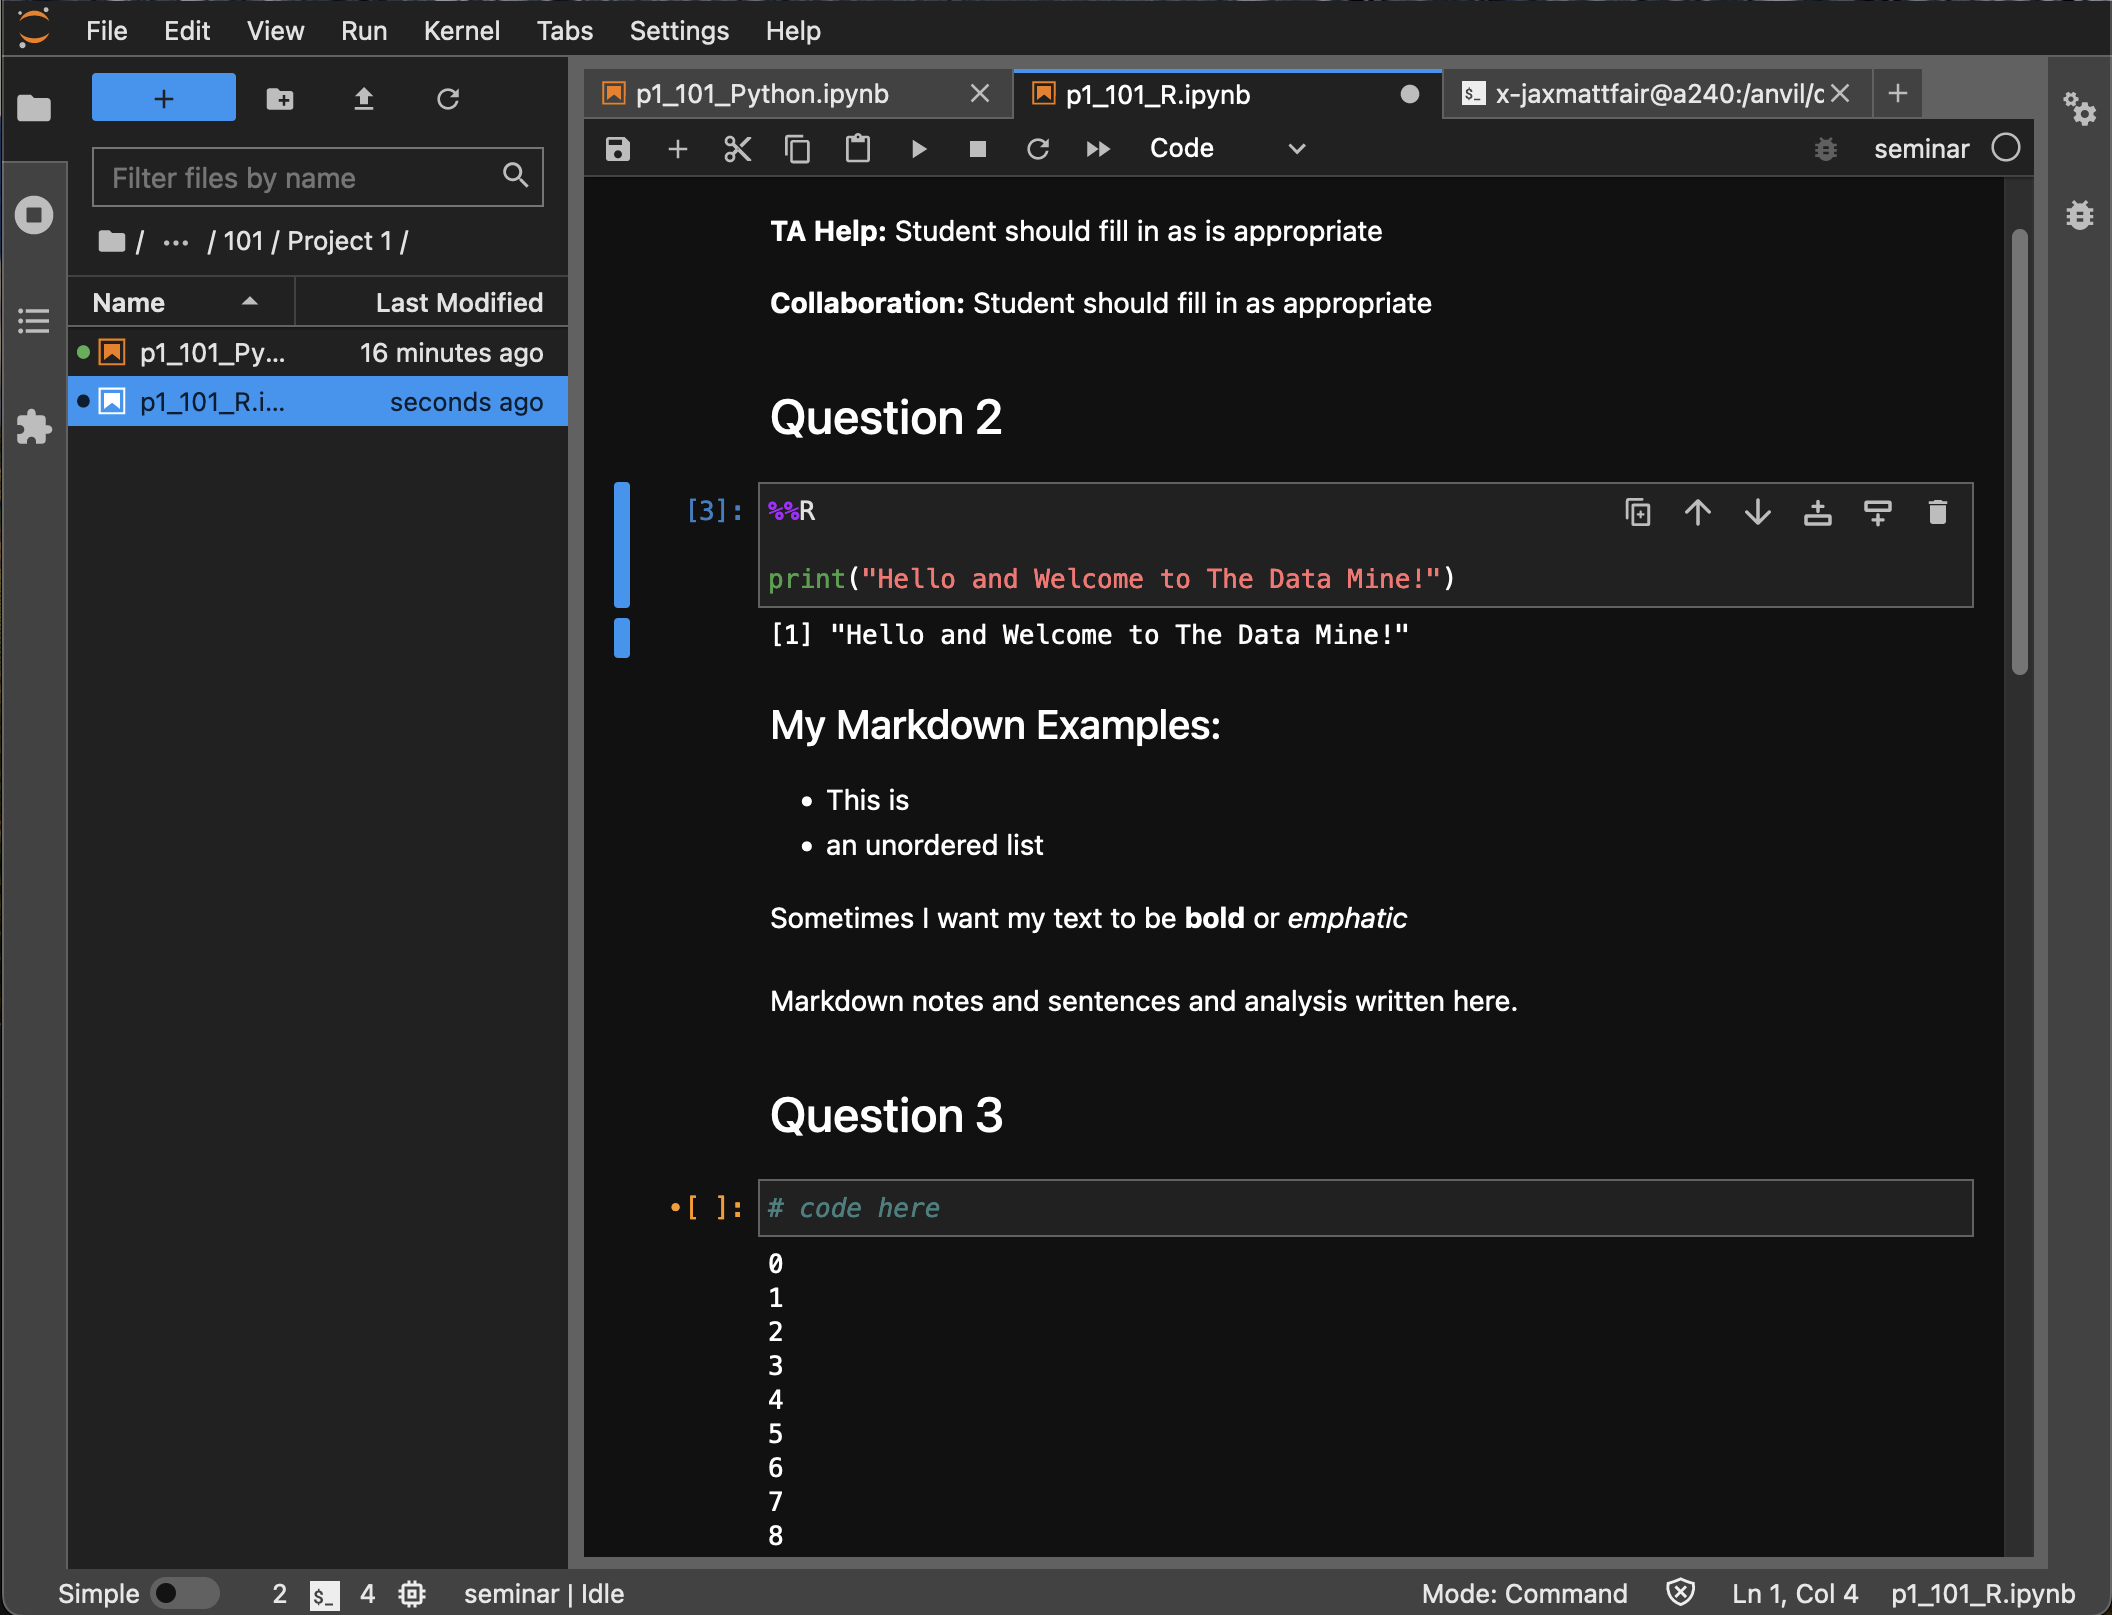 File Edit View Run Kernel Tabs Settings Help
+
Filter files by name
/ ... / 101 / Project 1 /
Name Last Modified
p1_101_Py... 16 minutes ago
p1_101_R.i... seconds ago
p1_101_Python.ipynb
p1_101_R.ipynb
$_ x-jaxmattfair@a240:/anvil/c
+
Code
seminar
TA Help: Student should fill in as is appropriate
Collaboration: Student should fill in as appropriate
Question 2
[3]: %%R
print("Hello and Welcome to The Data Mine!")
[1] "Hello and Welcome to The Data Mine!"
My Markdown Examples:
• This is
• an unordered list
Sometimes I want my text to be bold or emphatic
Markdown notes and sentences and analysis written here.
Question 3
•[ ]: # code here
0
1
2
3
4
5
6
7
8
Simple 2 $_ 4 seminar | Idle Mode: Command Ln 1, Col 4 p1_101_R.ipynb